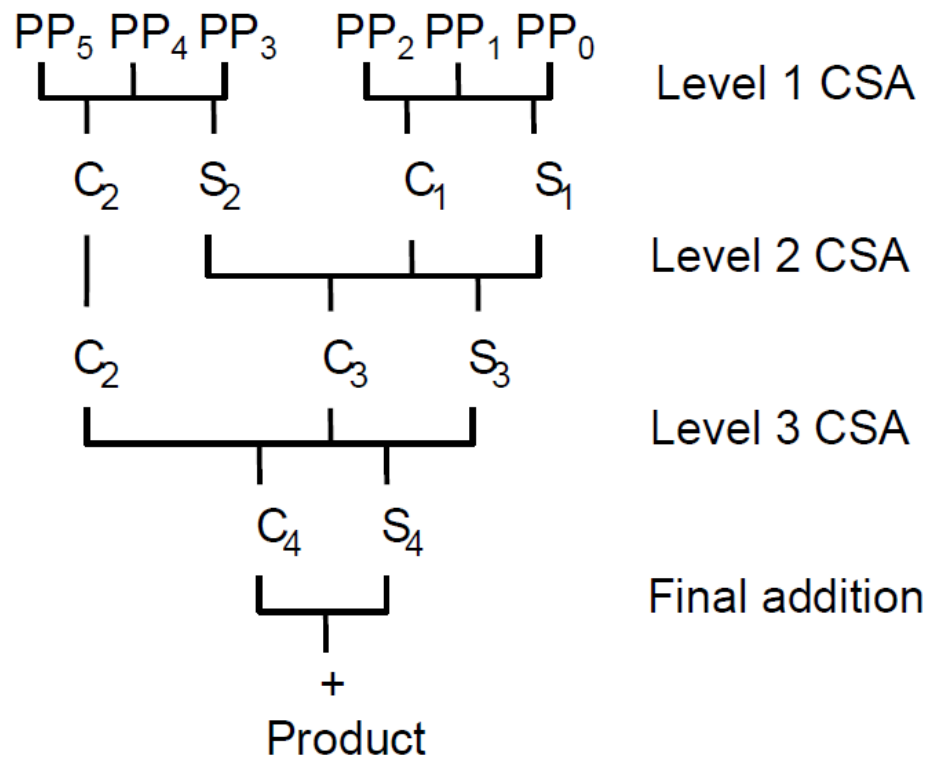 PP₅ PP₄ PP₃ PP₂ PP₁ PP₀
Level 1 CSA
C₂ S₂ C₁ S₁
Level 2 CSA
C₂ C₃ S₃
Level 3 CSA
C₄ S₄
Final addition
+
Product